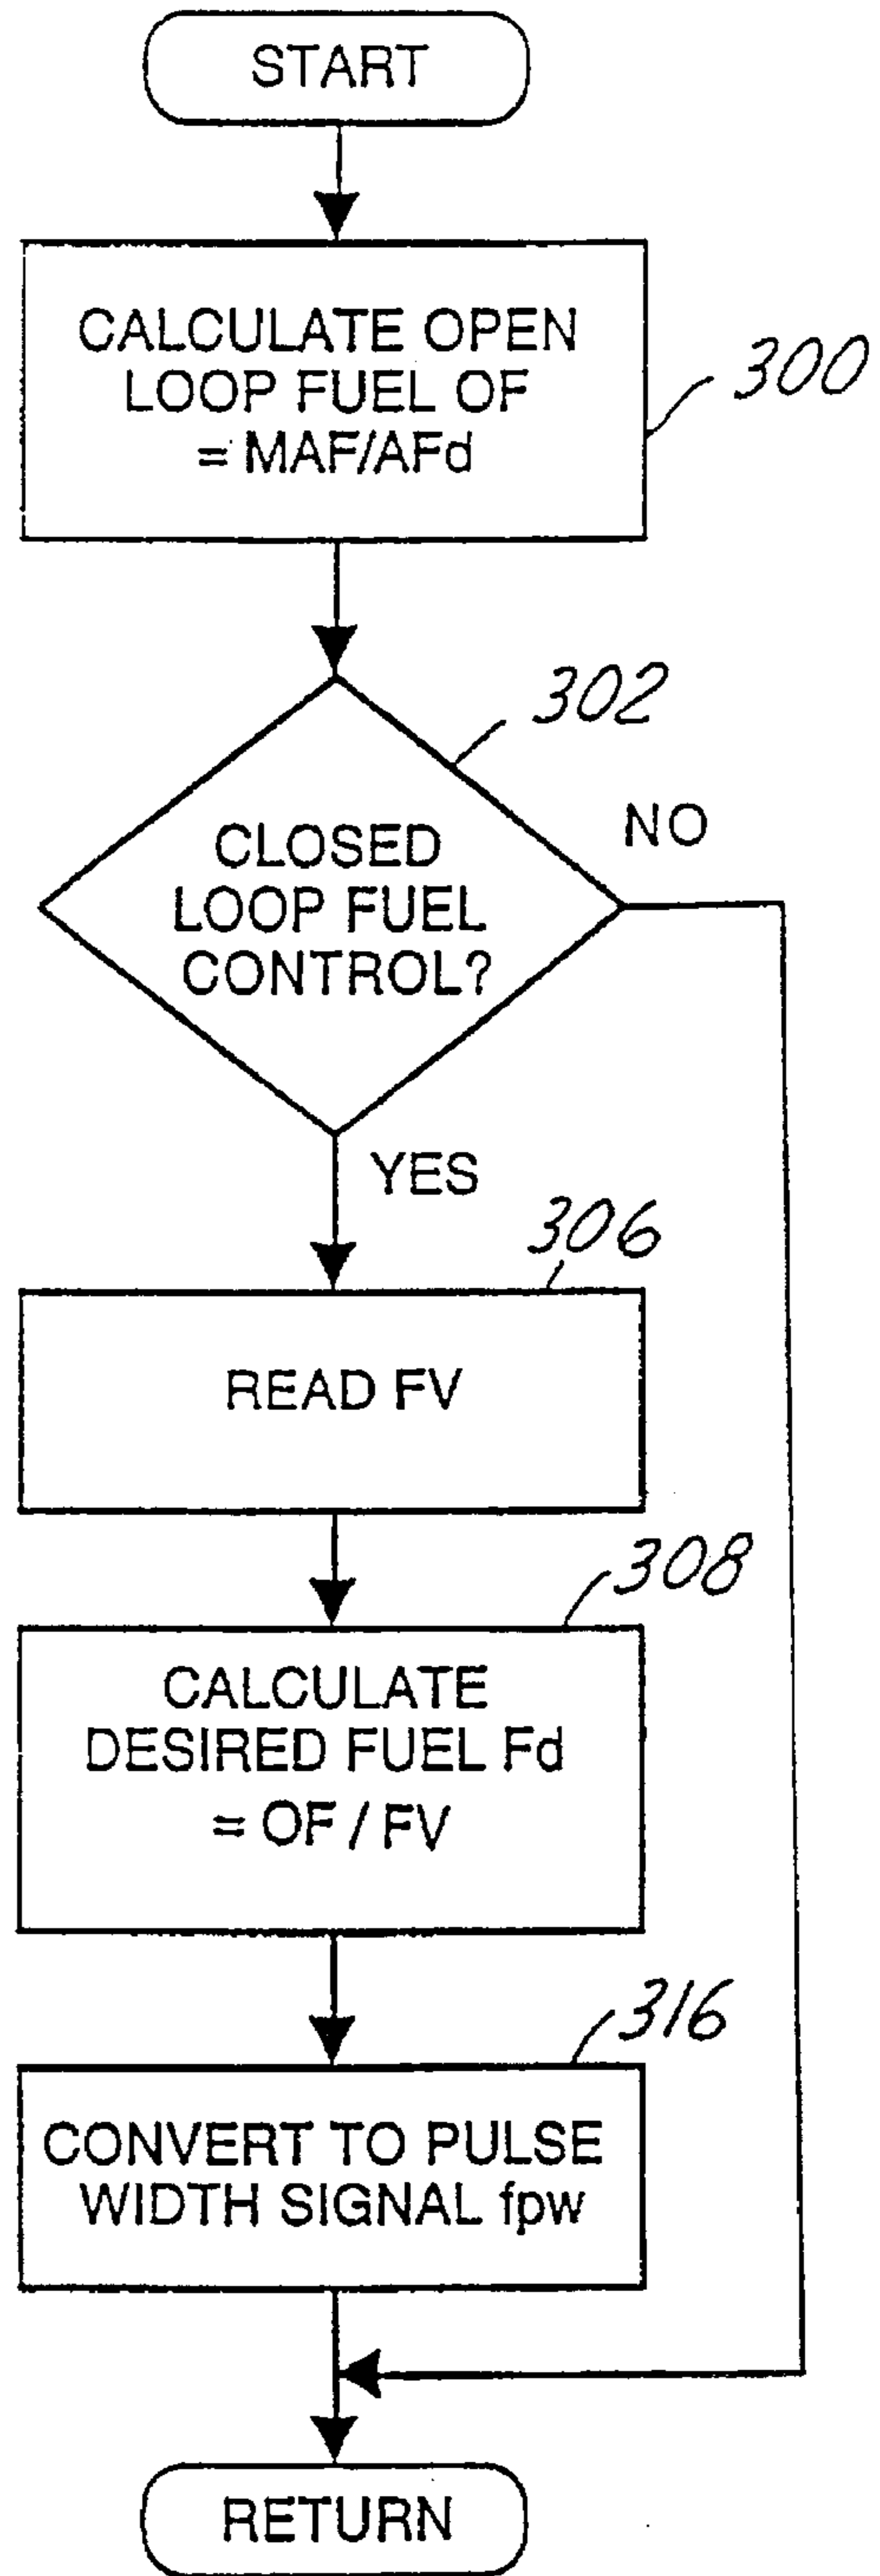 START
CALCULATE OPEN
LOOP FUEL OF
= MAF/AFd
300
302
CLOSED
LOOP FUEL
CONTROL?
NO
YES
306
READ FV
308
CALCULATE
DESIRED FUEL Fd
= OF / FV
316
CONVERT TO PULSE
WIDTH SIGNAL fpw
RETURN